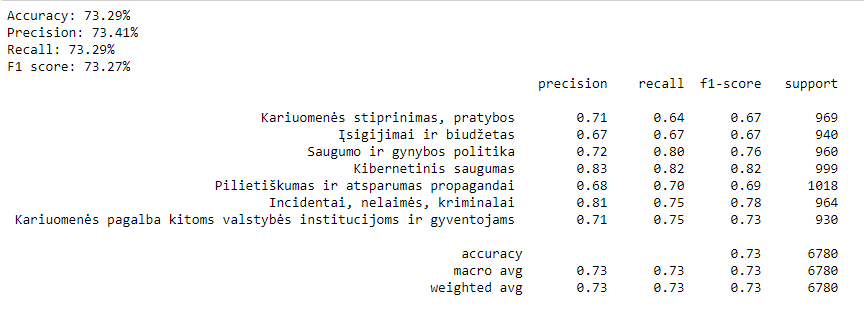 Accuracy: 73.29%
Precision: 73.41%
Recall: 73.29%
F1 score: 73.27%
precision recall f1-score support
Kariuomenės stiprinimas, pratybos 0.71 0.64 0.67 969
Įsigijimai ir biudžetas 0.67 0.67 0.67 940
Saugumo ir gynybos politika 0.72 0.80 0.76 960
Kibernetinis saugumas 0.83 0.82 0.82 999
Pilietiškumas ir atsparumas propagandai 0.68 0.70 0.69 1018
Incidentai, nelaimės, kriminalai 0.81 0.75 0.78 964
Kariuomenės pagalba kitoms valstybės institucijoms ir gyventojams 0.71 0.75 0.73 930
accuracy 0.73 6780
macro avg 0.73 0.73 0.73 6780
weighted avg 0.73 0.73 0.73 6780